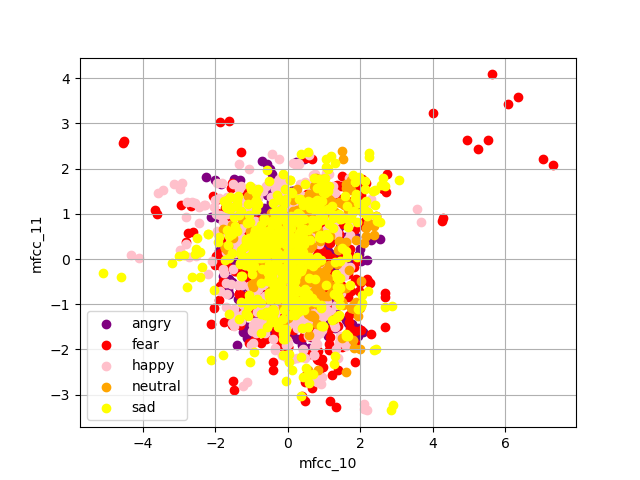 4
3
2
1
0
−1
−2
−3
mfcc_11
angry
fear
happy
neutral
sad
−4
−2
0
2
4
6
mfcc_10